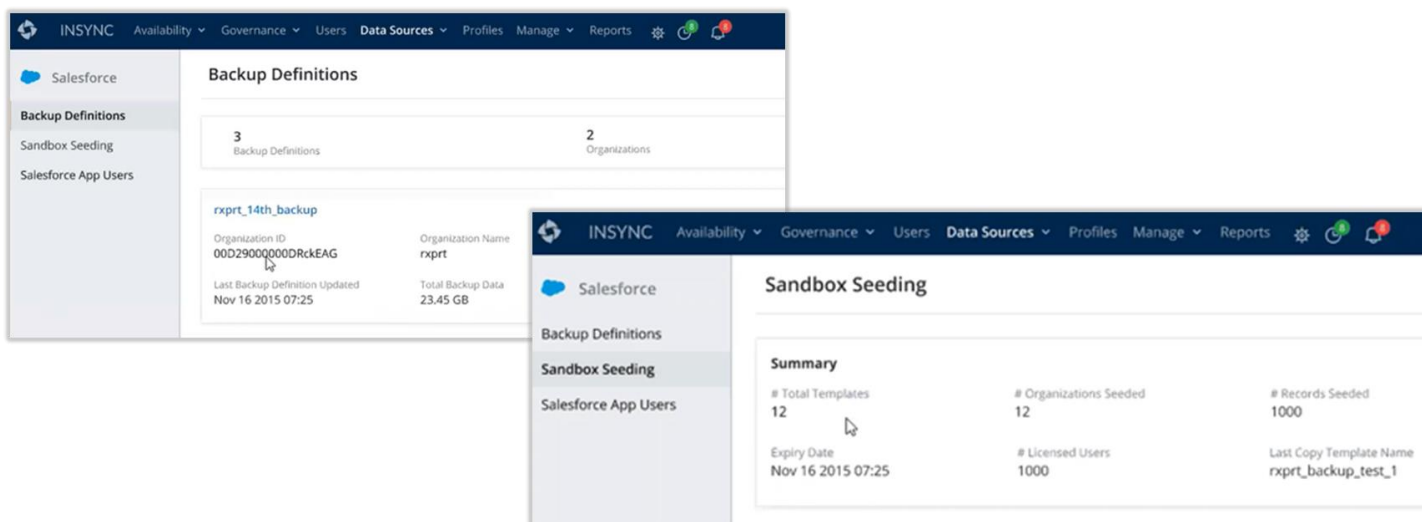 INSYNC Availability Governance Users Data Sources Profiles Manage Reports 8 8
Salesforce
Backup Definitions
Sandbox Seeding
Salesforce App Users
Backup Definitions
3 2
Backup Definitions Organizations
rxprt_14th_backup
Organization ID Organization Name
00D29000000DRckEAG rxprt
Last Backup Definition Updated Total Backup Data
Nov 16 2015 07:25 23.45 GB
INSYNC Availability Governance Users Data Sources Profiles Manage Reports 8 8
Salesforce
Backup Definitions
Sandbox Seeding
Salesforce App Users
Sandbox Seeding
Summary
# Total Templates # Organizations Seeded # Records Seeded
12 12 1000
Expiry Date # Licensed Users Last Copy Template Name
Nov 16 2015 07:25 1000 rxprt_backup_test_1